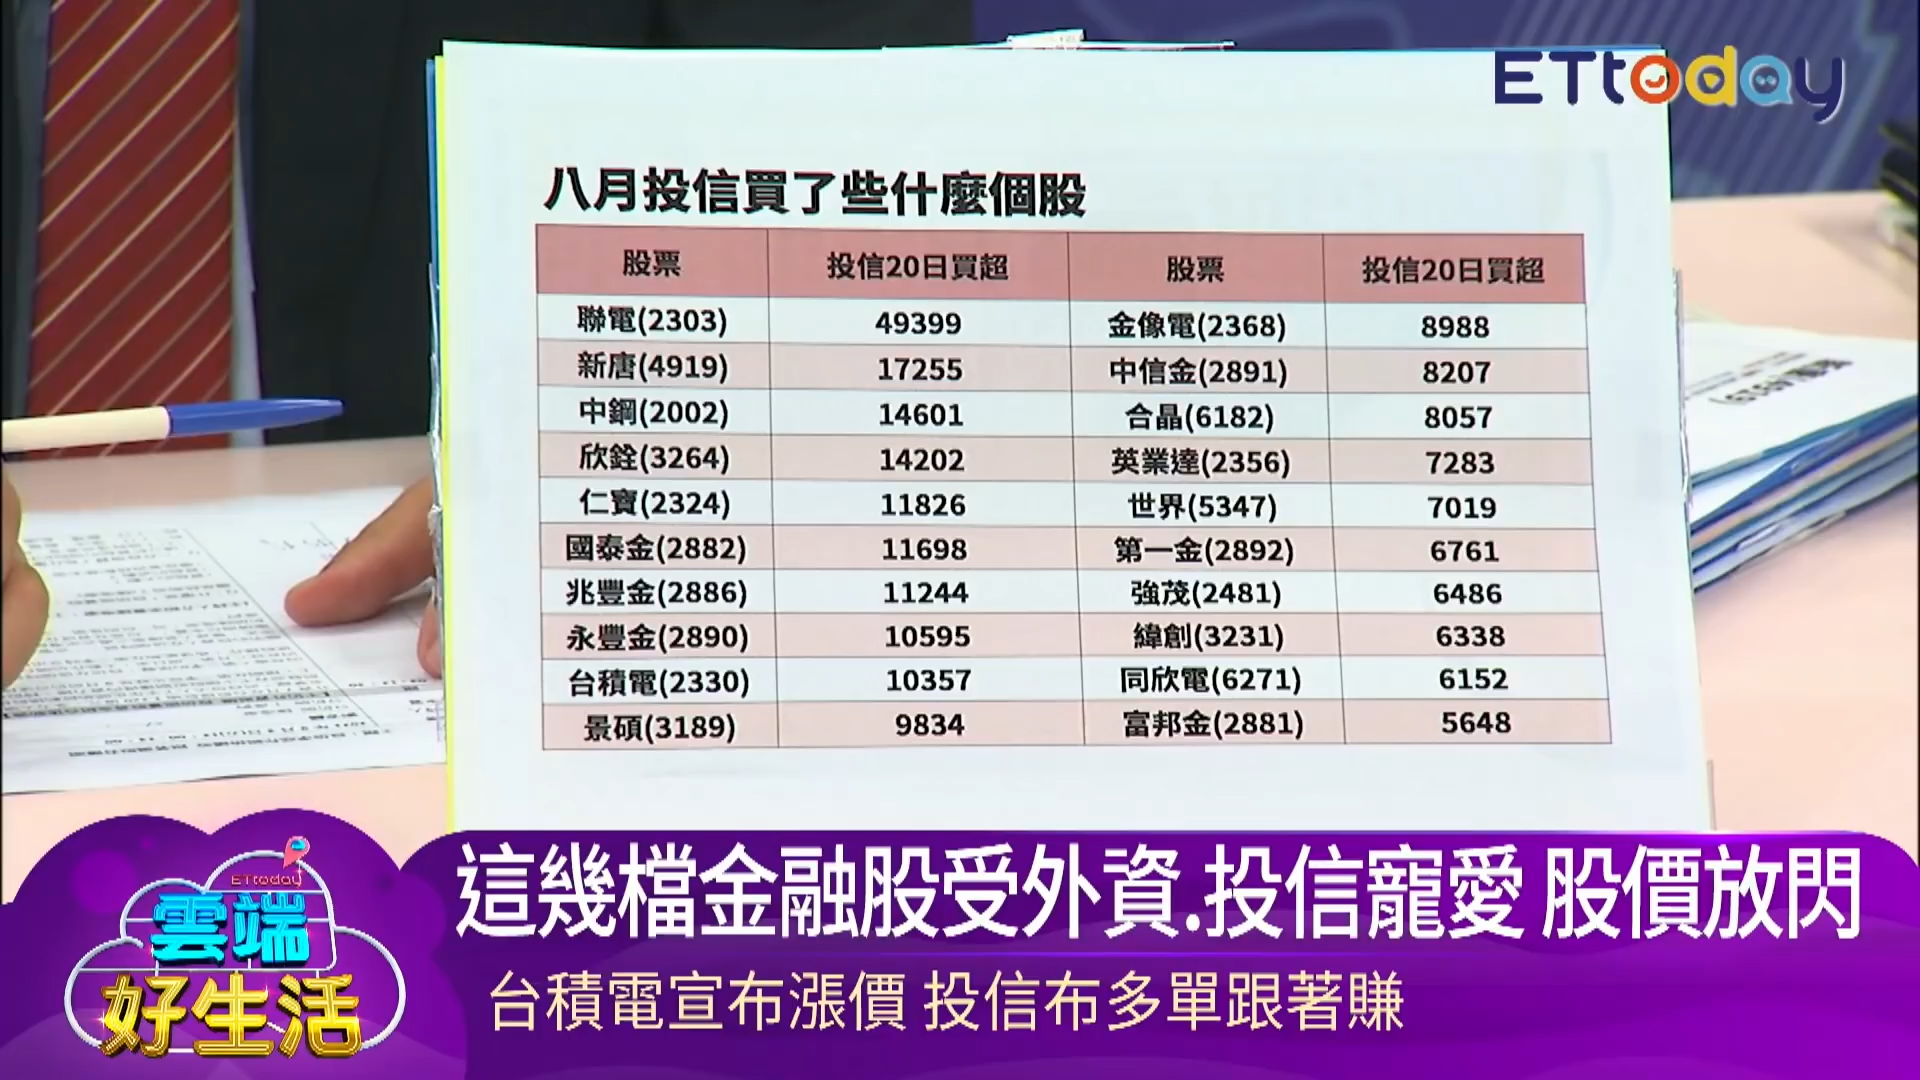 ETtoday
八月投信買了些什麼個股
股票 投信20日買超 股票 投信20日買超
聯電(2303) 49399 金像電(2368) 8988
新唐(4919) 17255 中信金(2891) 8207
中鋼(2002) 14601 合晶(6182) 8057
欣銓(3264) 14202 英業達(2356) 7283
仁寶(2324) 11826 世界(5347) 7019
國泰金(2882) 11698 第一金(2892) 6761
兆豐金(2886) 11244 強茂(2481) 6486
永豐金(2890) 10595 緯創(3231) 6338
台積電(2330) 10357 同欣電(6271) 6152
景碩(3189) 9834 富邦金(2881) 5648
ETtoday
雲端
好生活
這幾檔金融股受外資.投信寵愛 股價放閃
台積電宣布漲價 投信布多單跟著賺